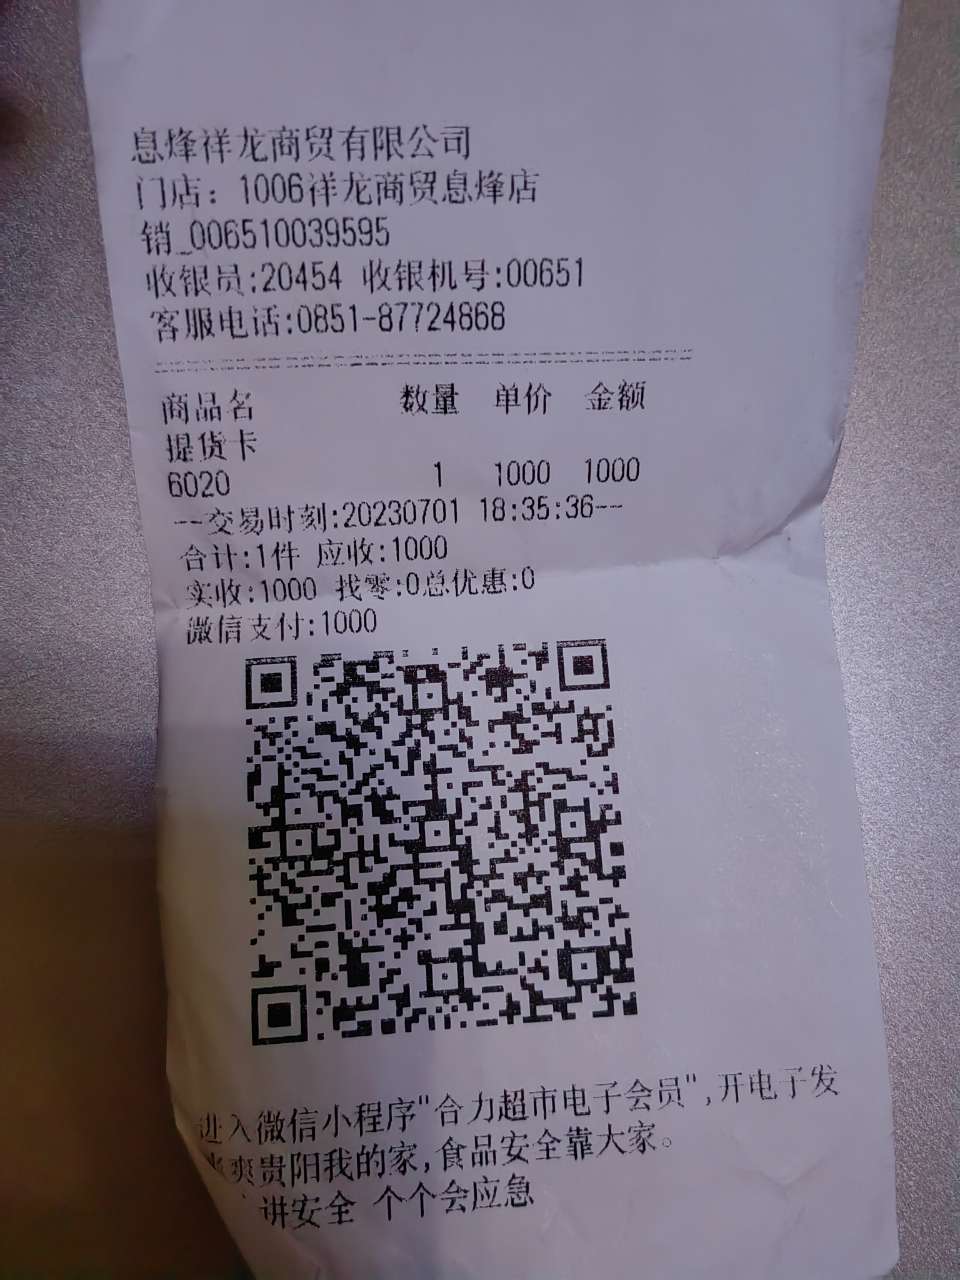 息烽祥龙商贸有限公司
门店：1006祥龙商贸息烽店
销_006510039595
收银员:20454 收银机号:00651
客服电话:0851-87724868
商品名 数量 单价 金额
提货卡
6020 1 1000 1000
--交易时刻:20230701 18:35:36--
合计:1件 应收:1000
实收:1000 找零:0总优惠:0
微信支付:1000
进入微信小程序"合力超市电子会员",开电子发
爽贵阳我的家,食品安全靠大家。
讲安全 个个会应急